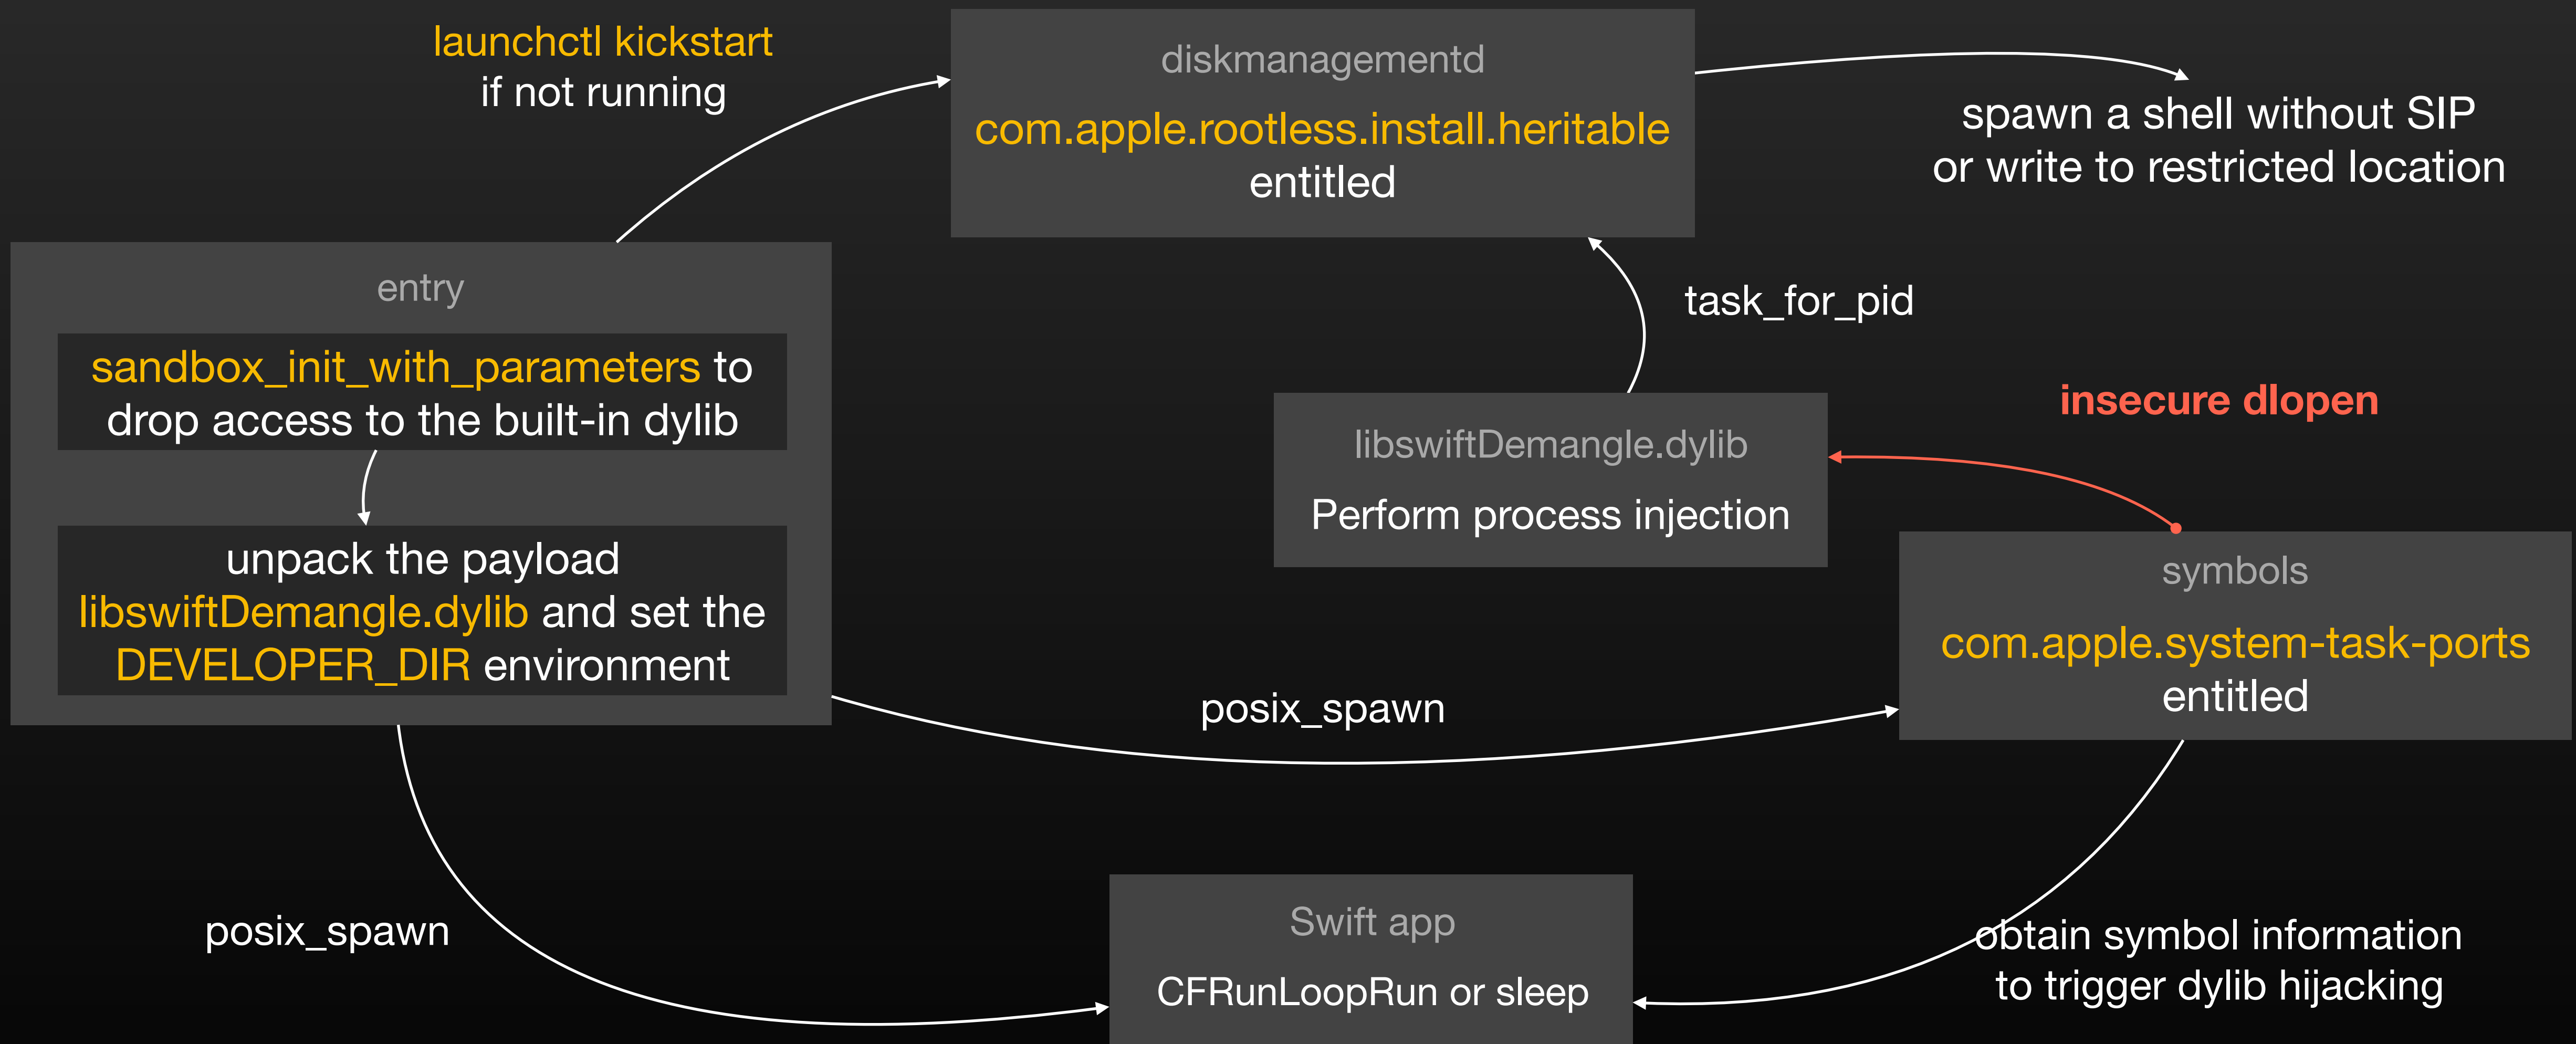 launchctl kickstart
if not running
diskmanagementd
com.apple.rootless.install.heritable
entitled
spawn a shell without SIP
or write to restricted location
entry
sandbox_init_with_parameters to
drop access to the built-in dylib
unpack the payload
libswiftDemangle.dylib and set the
DEVELOPER_DIR environment
task_for_pid
insecure dlopen
libswiftDemangle.dylib
Perform process injection
symbols
com.apple.system-task-ports
entitled
posix_spawn
posix_spawn
Swift app
CFRunLoopRun or sleep
obtain symbol information
to trigger dylib hijacking